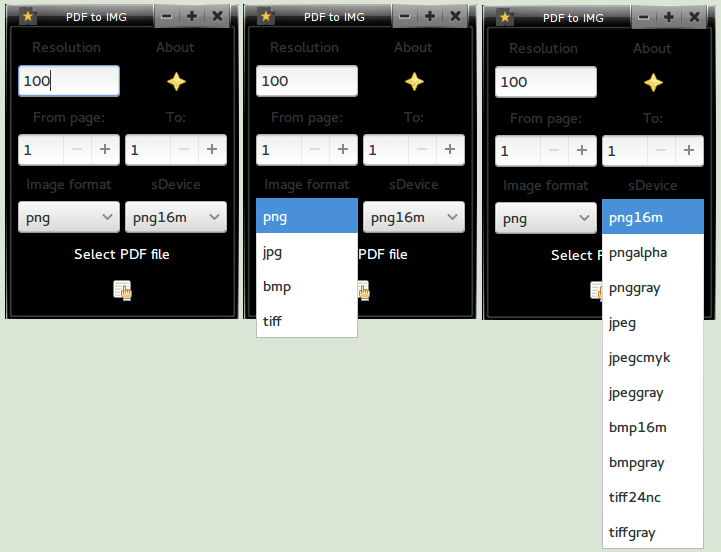 PDF to IMG
Resolution About
100
From page: To:
1 1
Image format sDevice
png png16m
Select PDF file
PDF to IMG
Resolution About
100
From page: To:
1 1
Image format sDevice
png png16m
jpg
bmp
tiff
PDF file
PDF to IMG
Resolution About
100
From page: To:
1 1
Image format sDevice
png png16m
pngalpha
pnggray
jpeg
jpegcmyk
jpeggray
bmp16m
bmpgray
tiff24nc
tiffgray
Select